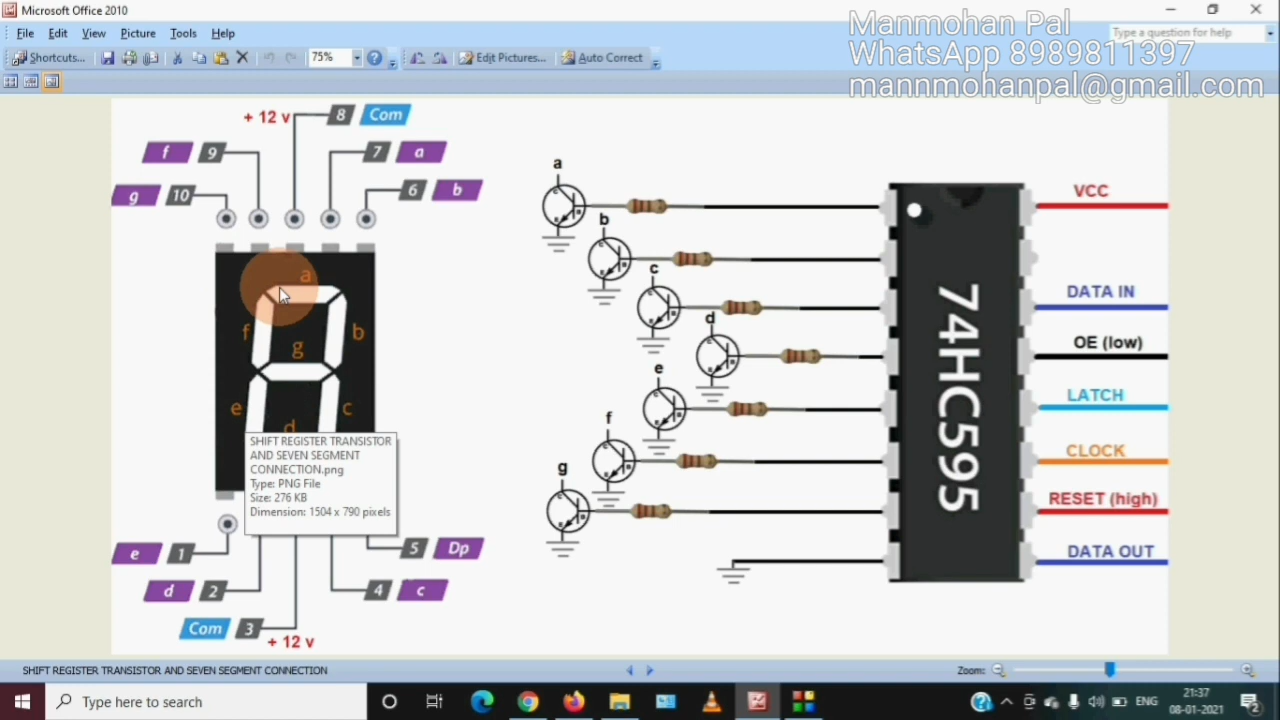 Microsoft Office 2010
Manmohan Pal
WhatsApp 8989811397
mannmohanpal@gmail.com
File Edit View Picture Tools Help
Type a question for help
Shortcuts...
75%
Edit Pictures...
Auto Correct
+ 12 v
8 Com
f 9
7 a
g 10
6 b
a
f
b
g
e
c
d
SHIFT REGISTER TRANSISTOR
AND SEVEN SEGMENT
CONNECTION.png
Type: PNG File
Size: 276 KB
Dimension: 1504 x 790 pixels
e 1
5 Dp
d 2
4 c
Com 3
+ 12 v
a
b
c
d
e
f
g
74HC595
VCC
DATA IN
OE (low)
LATCH
CLOCK
RESET (high)
DATA OUT
SHIFT REGISTER TRANSISTOR AND SEVEN SEGMENT CONNECTION
Zoom:
Type here to search
ENG
21:37
08-01-2021
2